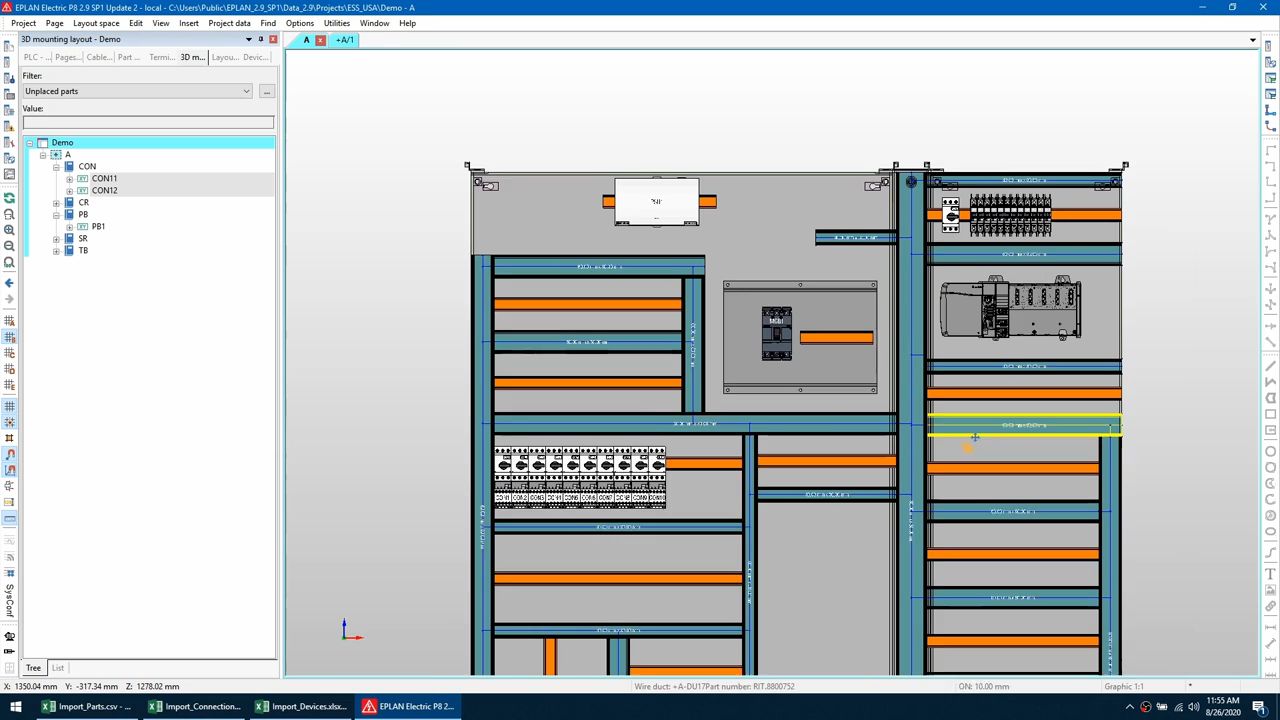 EPLAN Electric P8 2.9 SP1 Update 2 - local - C:\Users\Public\EPLAN_2.9_SP1\Data_2.9\Projects\ESS_USA\Demo - A
Project Page Layout space Edit View Insert Project data Find Options Utilities Window Help
3D mounting layout - Demo
A
+A/1
PLC - ... Pages... Cable... Part ... Termi... 3D m... Layou... Devic...
Filter:
Unplaced parts
...
Value:
Demo
A
CON
CON11
CON12
CR
PB
PB1
SR
TB
SysConf
Tree List
X: 1350.04 mm Y: -317.34 mm Z: 1278.02 mm
Wire duct: +A-DU17Part number: RIT.8800752
ON: 10.00 mm
Graphic 1:1
*
Import_Parts.csv - ...
Import_Connection...
Import_Devices.xlsx...
EPLAN Electric P8 2...
11:55 AM
8/26/2020